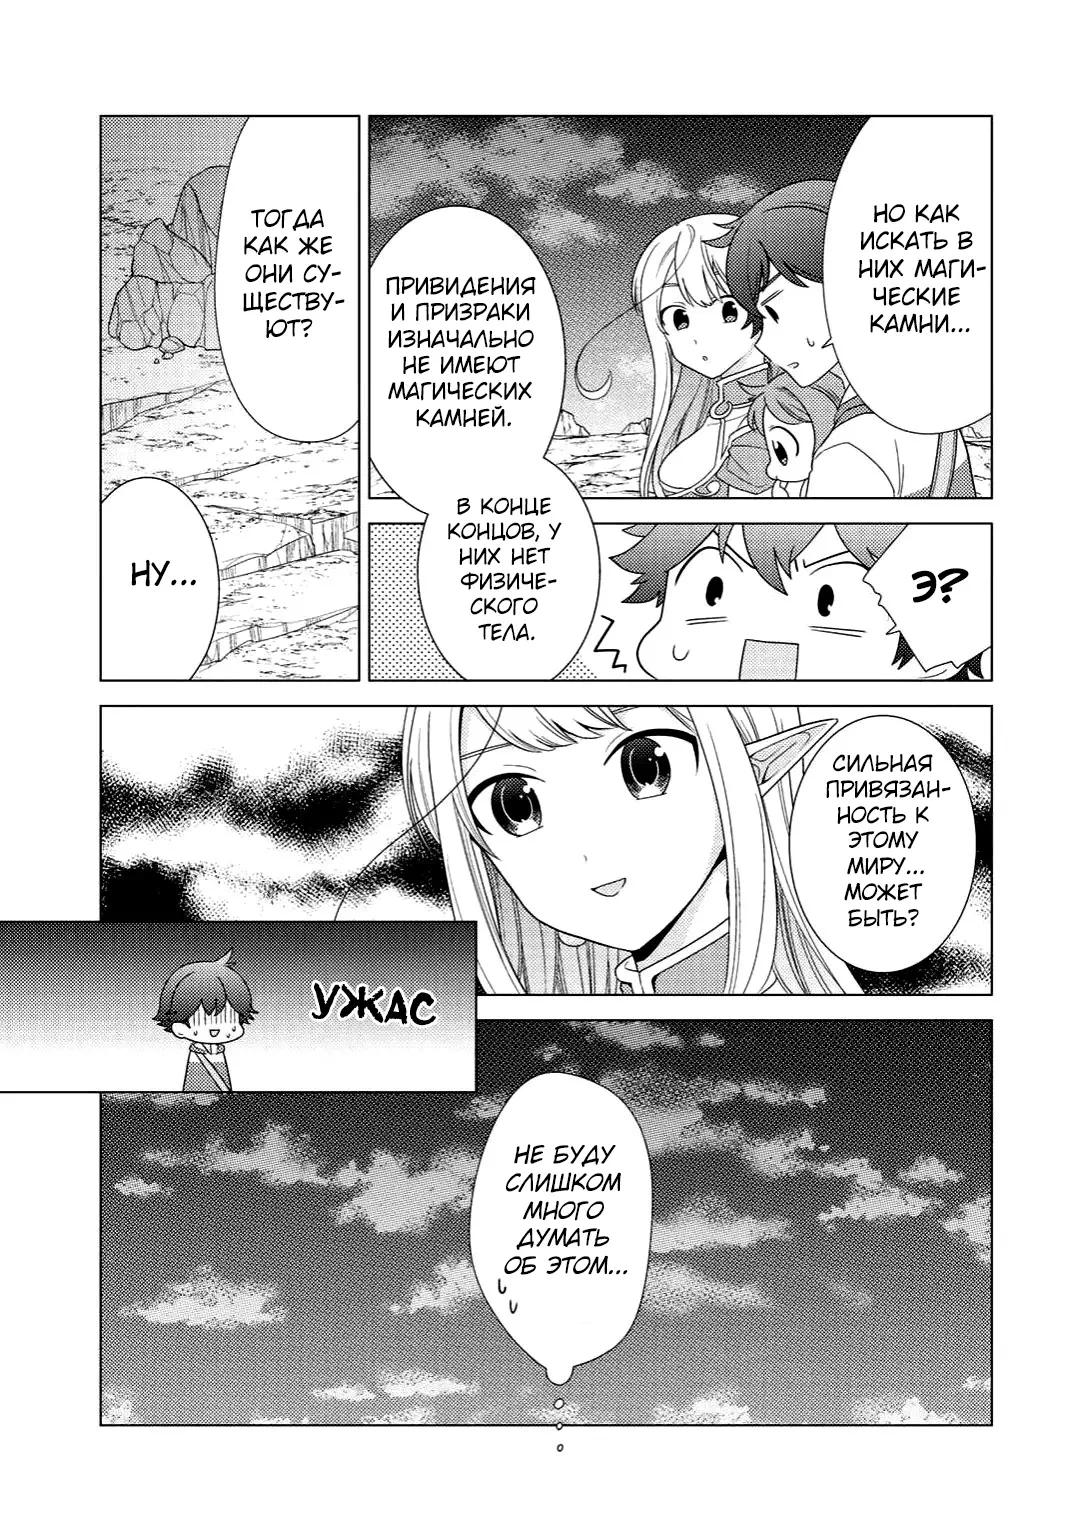 НО КАК
ИСКАТЬ В
НИХ МАГИ-
ЧЕСКИЕ
КАМНИ...
ПРИВИДЕНИЯ
И ПРИЗРАКИ
ИЗНАЧАЛЬНО
НЕ ИМЕЮТ
МАГИЧЕСКИХ
КАМНЕЙ.
В КОНЦЕ
КОНЦОВ, У
НИХ НЕТ
ФИЗИЧЕ-
СКОГО
ТЕЛА.
Э?
ТОГДА
КАК ЖЕ
ОНИ СУ-
ЩЕСТВУ-
ЮТ?
НУ...
СИЛЬНАЯ
ПРИВЯЗАН-
НОСТЬ К
ЭТОМУ
МИРУ...
МОЖЕТ
БЫТЬ?
УЖАС
НЕ БУДУ
СЛИШКОМ
МНОГО
ДУМАТЬ
ОБ ЭТОМ...